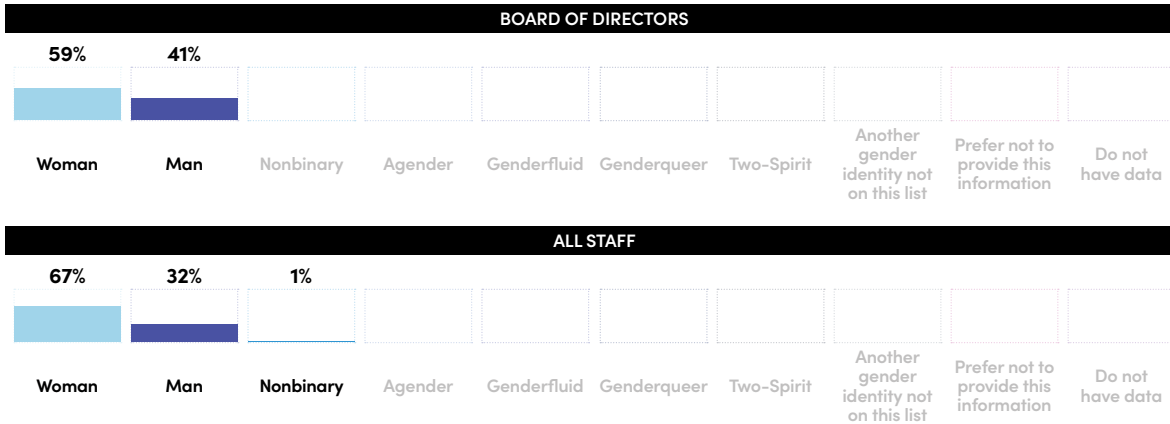 BOARD OF DIRECTORS
59% 41%
Woman Man Nonbinary Agender Genderfluid Genderqueer Two-Spirit Another gender identity not on this list Prefer not to provide this information Do not have data
ALL STAFF
67% 32% 1%
Woman Man Nonbinary Agender Genderfluid Genderqueer Two-Spirit Another gender identity not on this list Prefer not to provide this information Do not have data